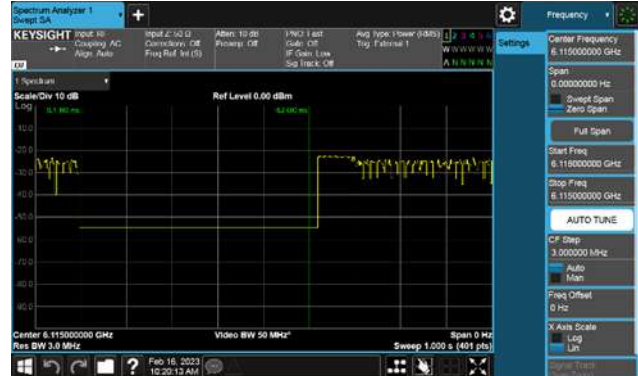 Spectrum Analyzer 1
Swept SA
+
Frequency
KEYSIGHT
Input: RF
Coupling: AC
Align: Auto
Input Z: 50 Ω
Corrections: Off
Freq Ref: Int (S)
Atten: 10 dB
Preamp: Off
PNO: Fast
Gate: Off
IF Gain: Low
Sig Track: Off
Avg Type: Power (RMS)
Trig: External 1
1 2 3 4 5 6
W W W W W W
A N N N N N
Settings
Center Frequency
6.115000000 GHz
Span
0.00000000 Hz
Swept Span
Zero Span
Full Span
Start Freq
6.115000000 GHz
Stop Freq
6.115000000 GHz
AUTO TUNE
CF Step
3.000000 MHz
Auto
Man
Freq Offset
0 Hz
X Axis Scale
Log
Lin
Signal Track
1 Spectrum
Scale/Div 10 dB
Ref Level 0.00 dBm
Log
-10.0
-30.0
-50.0
-60.0
-80.0
-90.0
Center 6.115000000 GHz
Video BW 50 MHz*
Span 0 Hz
Res BW 3.0 MHz
Sweep 1.000 s (401 pts)
?
Feb 16, 2023
10:20:13 AM